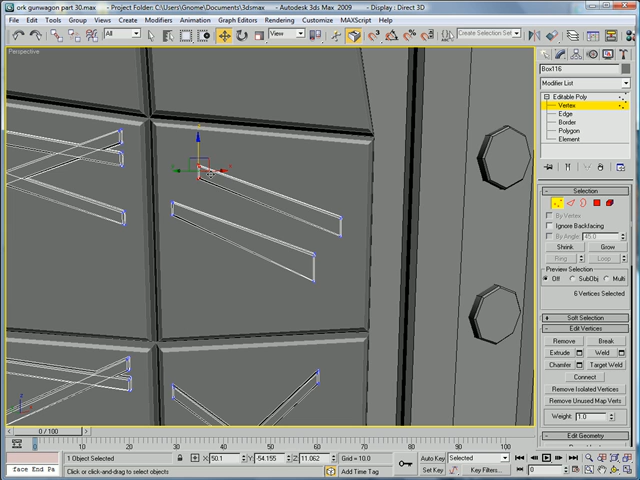 ork gunwagon part 30.max - Project Folder: C:\Users\Gnome\Documents\3dsmax - Autodesk 3ds Max 2009 - Display : Direct 3D
File Edit Tools Group Views Create Modifiers Animation Graph Editors Rendering Customize MAXScript Help
All View Create Selection Set
Perspective
Box116
Modifier List
Editable Poly
Vertex
Edge
Border
Polygon
Element
Selection
By Vertex
Ignore Backfacing
By Angle: 45.0
Shrink Grow
Ring Loop
Preview Selection
Off SubObj Multi
6 Vertices Selected
Soft Selection
Edit Vertices
Remove Break
Extrude Weld
Chamfer Target Weld
Connect
Remove Isolated Vertices
Remove Unused Map Verts
Weight: 1.0
Edit Geometry
0 / 100
0 10 20 30 40 50 60 70 80 90 100
1 Object Selected X: 50.1 Y: -54.155 Z: 11.062 Grid = 10.0 Auto Key Selected
face End Pa Click or click-and-drag to select objects Add Time Tag Set Key Key Filters... 0